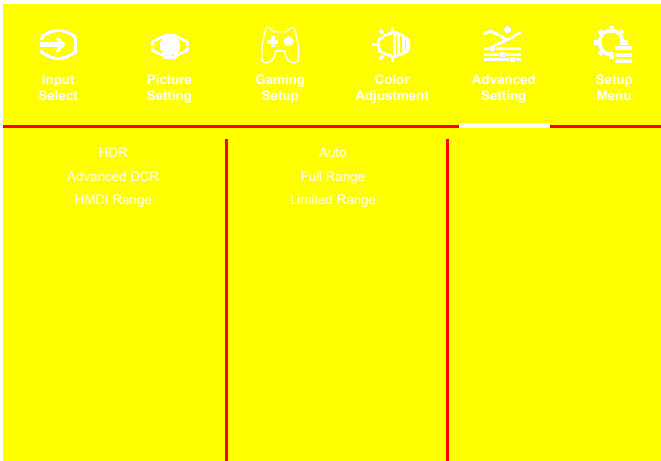 Input
Select
Picture
Setting
Gaming
Setup
Color
Adjustment
Advanced
Setting
Setup
Menu
HDR
Auto
Advanced DCR
Full Range
HMDI Range
Limited Range